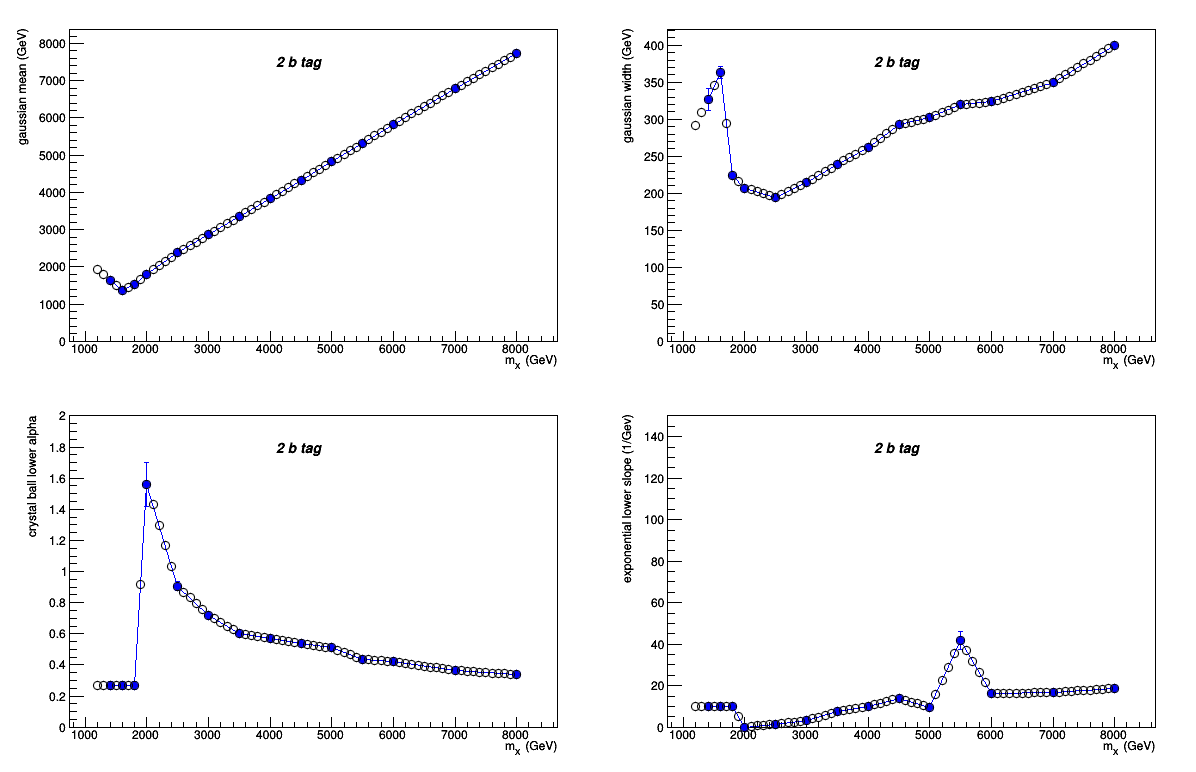 gaussian mean (GeV)
8000
7000
6000
5000
4000
3000
2000
1000
0
2 b tag
1000 2000 3000 4000 5000 6000 7000 8000
mx (GeV)
gaussian width (GeV)
400
350
300
250
200
150
100
50
0
2 b tag
1000 2000 3000 4000 5000 6000 7000 8000
mx (GeV)
crystal ball lower alpha
2
1.8
1.6
1.4
1.2
1
0.8
0.6
0.4
0.2
0
2 b tag
1000 2000 3000 4000 5000 6000 7000 8000
mx (GeV)
exponential lower slope (1/Gev)
140
120
100
80
60
40
20
0
2 b tag
1000 2000 3000 4000 5000 6000 7000 8000
mx (GeV)